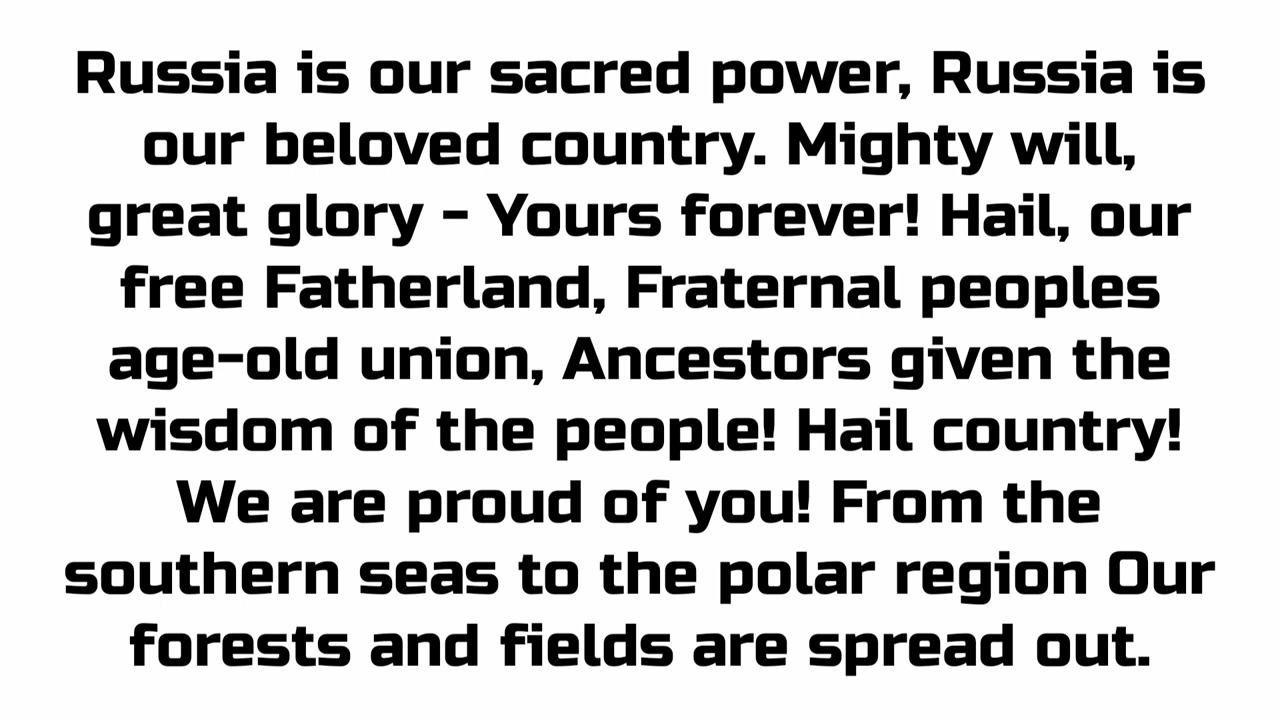 Russia is our sacred power, Russia is
our beloved country. Mighty will,
great glory - Yours forever! Hail, our
free Fatherland, Fraternal peoples
age-old union, Ancestors given the
wisdom of the people! Hail country!
We are proud of you! From the
southern seas to the polar region Our
forests and fields are spread out.